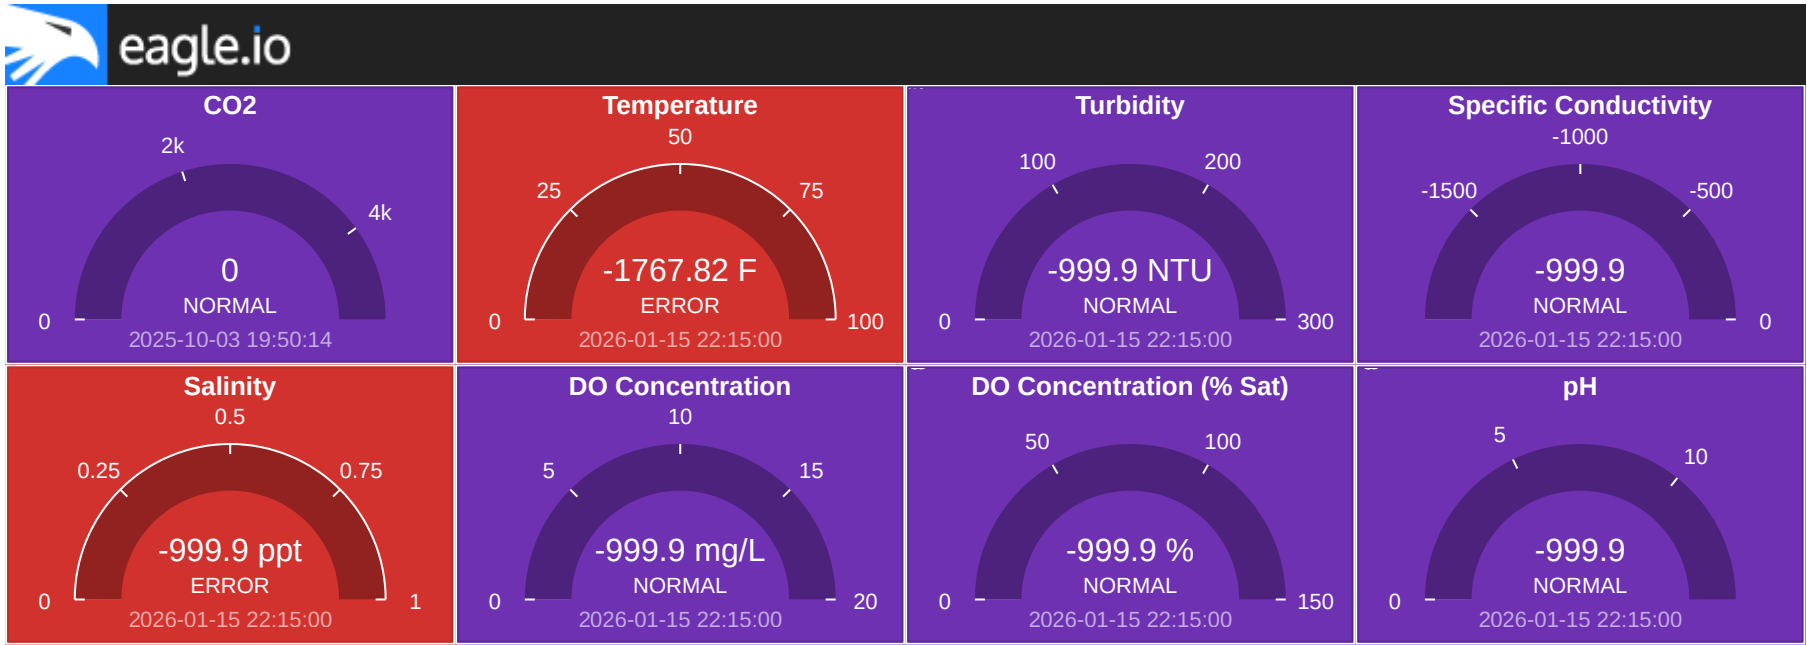 eagle.io
CO2
2k
4k
0
0
NORMAL
2025-10-03 19:50:14
Temperature
50
25
75
-1767.82 F
ERROR
0
100
2026-01-15 22:15:00
Turbidity
100
200
-999.9 NTU
NORMAL
0
300
2026-01-15 22:15:00
Specific Conductivity
-1000
-1500
-500
-999.9
NORMAL
0
2026-01-15 22:15:00
Salinity
0.5
0.25
0.75
-999.9 ppt
ERROR
0
1
2026-01-15 22:15:00
DO Concentration
10
5
15
-999.9 mg/L
NORMAL
0
20
2026-01-15 22:15:00
DO Concentration (% Sat)
50
100
-999.9 %
NORMAL
0
150
2026-01-15 22:15:00
pH
5
10
-999.9
NORMAL
0
2026-01-15 22:15:00